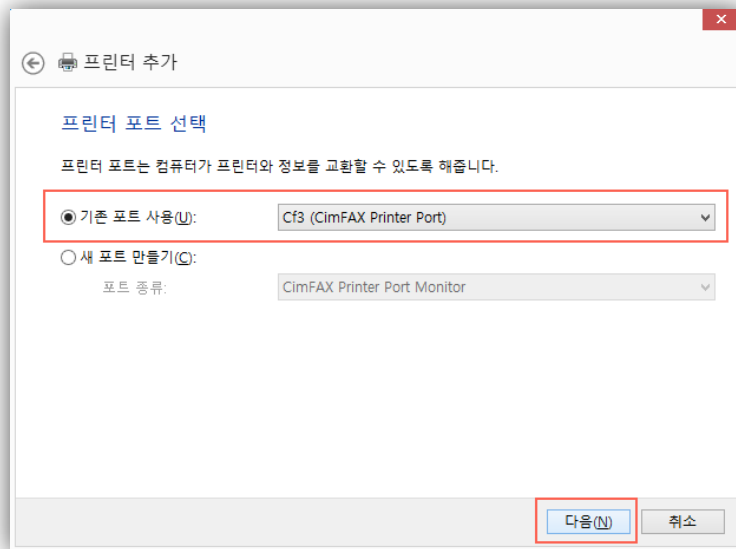 프린터 추가
프린터 포트 선택
프린터 포트는 컴퓨터가 프린터와 정보를 교환할 수 있도록 해줍니다.
기존 포트 사용(U): Cf3 (CimFAX Printer Port)
새 포트 만들기(C):
포트 종류: CimFAX Printer Port Monitor
다음(N) 취소